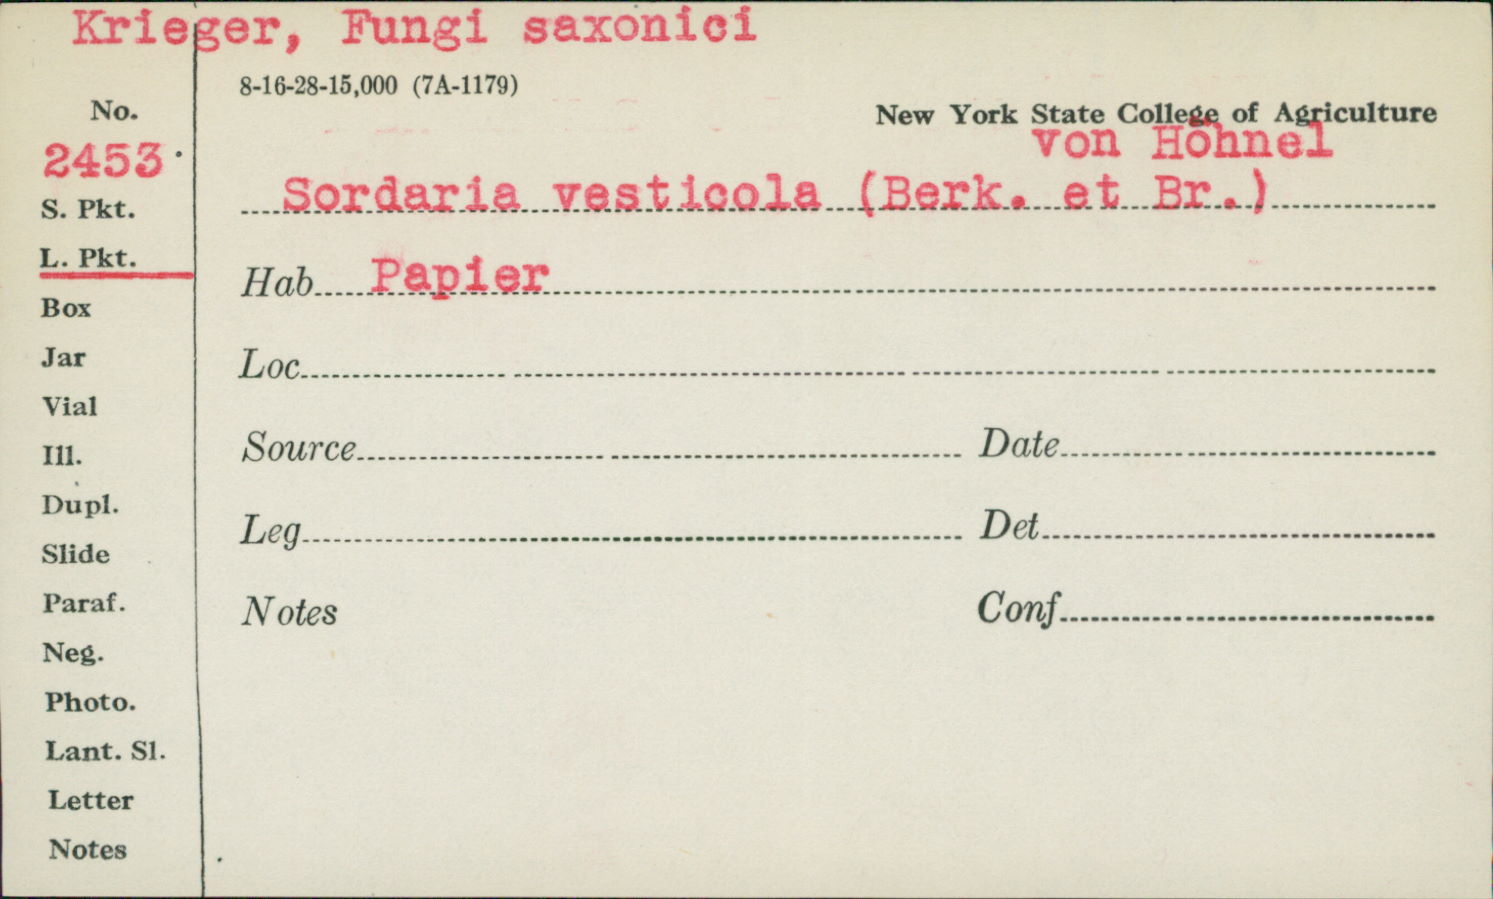 Krieger, Fungi saxonici
8-16-28-15,000 (7A-1179)
No.
New York State College of Agriculture
2453
von Höhnel
Sordaria vesticola (Berk. et Br.)
S. Pkt.
L. Pkt.
Hab Papier
Box
Jar
Loc
Vial
Source Date
Ill.
Dupl.
Leg Det
Slide
Paraf.
Notes Conf
Neg.
Photo.
Lant. Sl.
Letter
Notes